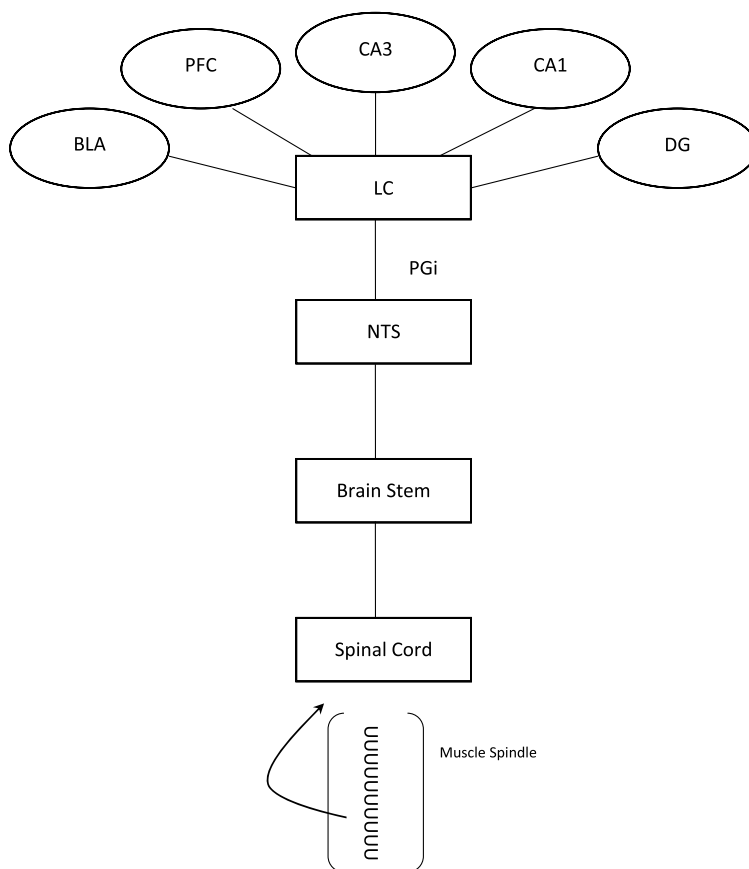 CA3
PFC
CA1
BLA
DG
LC
PGi
NTS
Brain Stem
Spinal Cord
Muscle Spindle